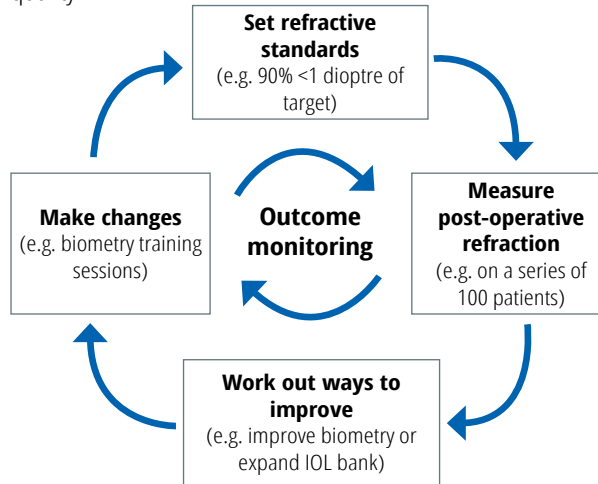 Set refractive
standards
(e.g. 90% <1 dioptre of
target)
Measure
post-operative
refraction
(e.g. on a series of
100 patients)
Work out ways to
improve
(e.g. improve biometry or
expand IOL bank)
Make changes
(e.g. biometry training
sessions)
Outcome
monitoring